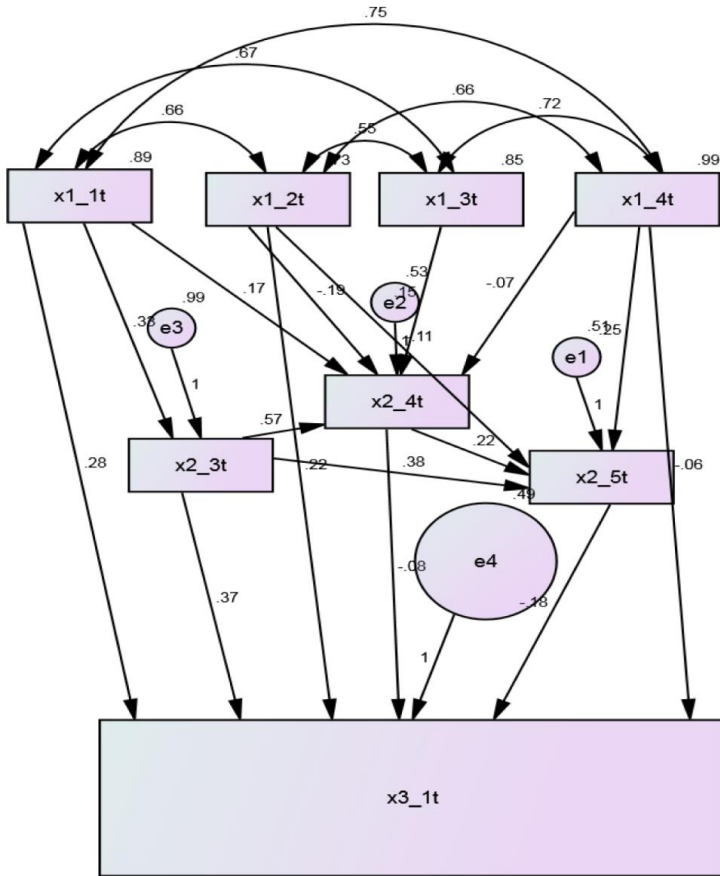 .75
.67
.66
.66
.72
.55
.89
.73
.85
.99
x1_1t
x1_2t
x1_3t
x1_4t
.53
-.07
.17
-.19
.15
.99
.33
e3
e2
.51
.25
1
.11
e1
1
x2_4t
1
.57
.22
x2_3t
.28
.22
.38
x2_5t
-.06
.49
e4
-.08
.37
-.18
1
x3_1t